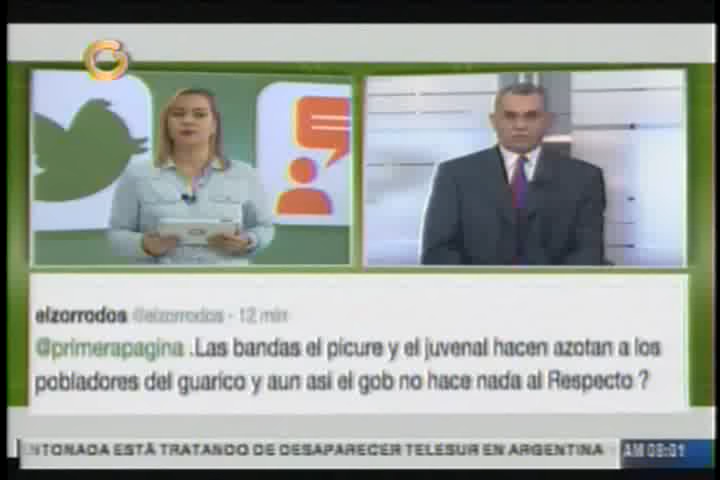 elzorrodos @elzorrodos - 12 min
@primerapagina .Las bandas el picure y el juvenal hacen azotan a los
pobladores del guarico y aun asi el gob no hace nada al Respecto ?
ENTONADA ESTÁ TRATANDO DE DESAPARECER TELESUR EN ARGENTINA
AM 08:01